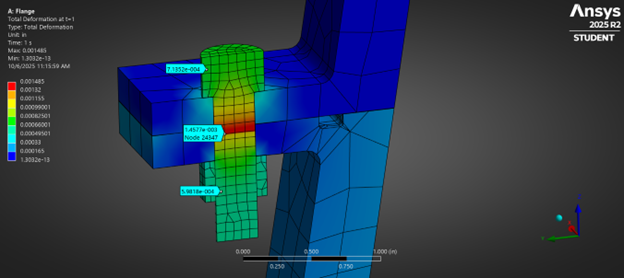 A: Flange
Total Deformation at t=1
Type: Total Deformation
Unit: in
Time: 1 s
Max: 0.001485
Min: 1.3032e-13
10/6/2025 11:15:59 AM
0.001485
0.00132
0.001155
0.00099001
0.00082501
0.00066001
0.00049501
0.00033
0.000165
1.3032e-13
7.1352e-004
1.4577e-003
Node 24347
5.9818e-004
Ansys
2025 R2
STUDENT
0.000
0.500
1.000 (in)
0.250
0.750